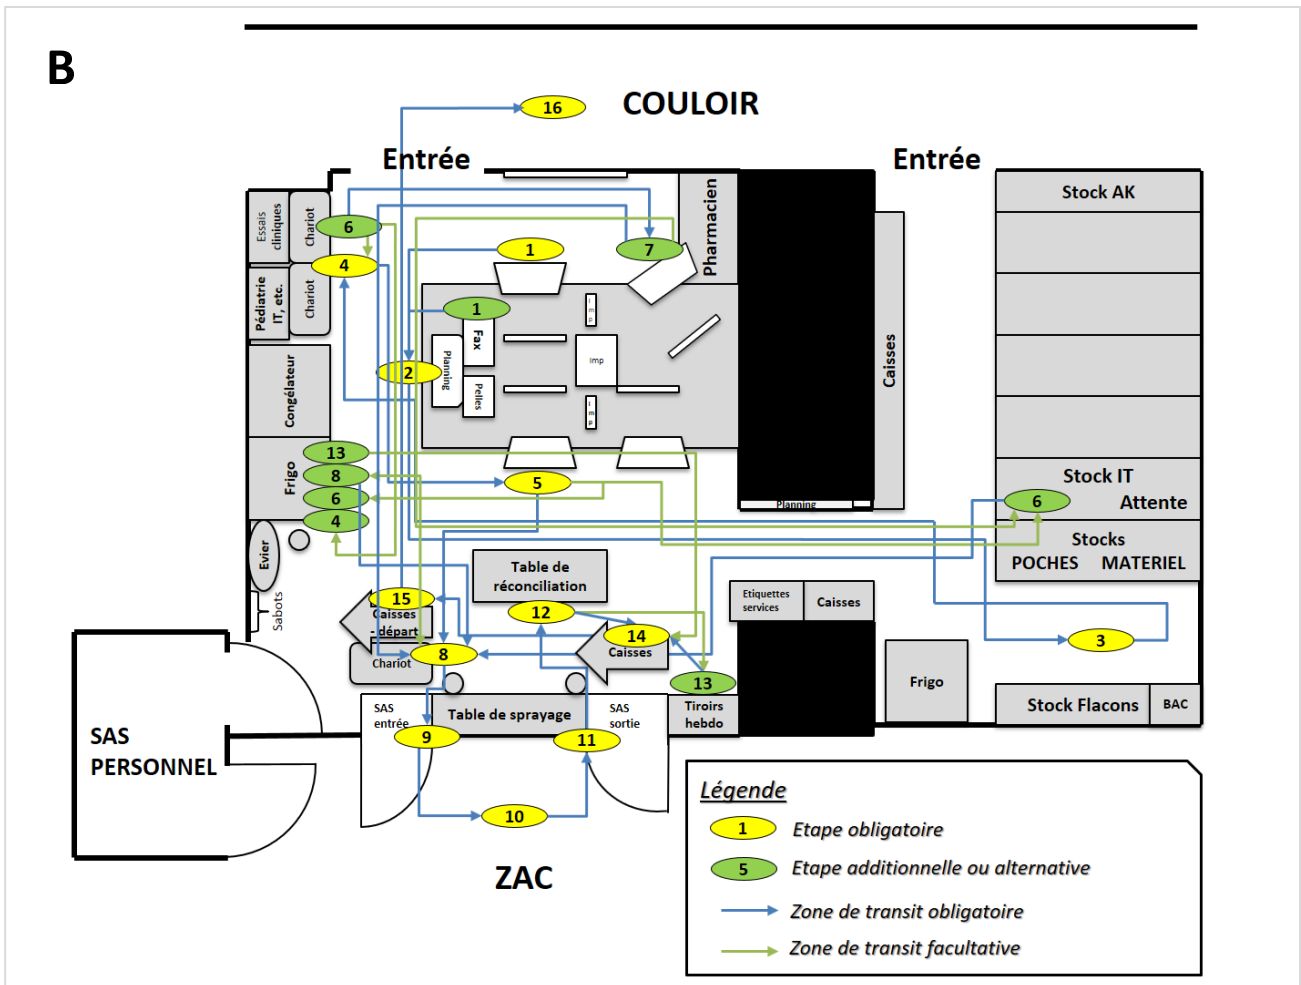 B
16
COULOIR
Entrée
Entrée
Essais
cliniques
Chariot
6
4
Pédiatrie
IT, etc.
Chariot
1
7
Pharmacien
Stock AK
1
Fax
Imp
imp
Imp
2
Planning
Pelles
Caisses
Congélateur
Frigo
13
8
6
4
5
Planning
Stock IT
6
Attente
Stocks
POCHES MATERIEL
Evier
Sabots
Table de
réconciliation
Etiquettes
services
Caisses
15
Caisses
- départ
12
14
Caisses
3
Chariot
8
13
Frigo
SAS
entrée
Table de sprayage
SAS
sortie
Tiroirs
hebdo
Stock Flacons
BAC
SAS
PERSONNEL
9
11
10
ZAC
Légende
1
Etape obligatoire
5
Etape additionnelle ou alternative
Zone de transit obligatoire
Zone de transit facultative